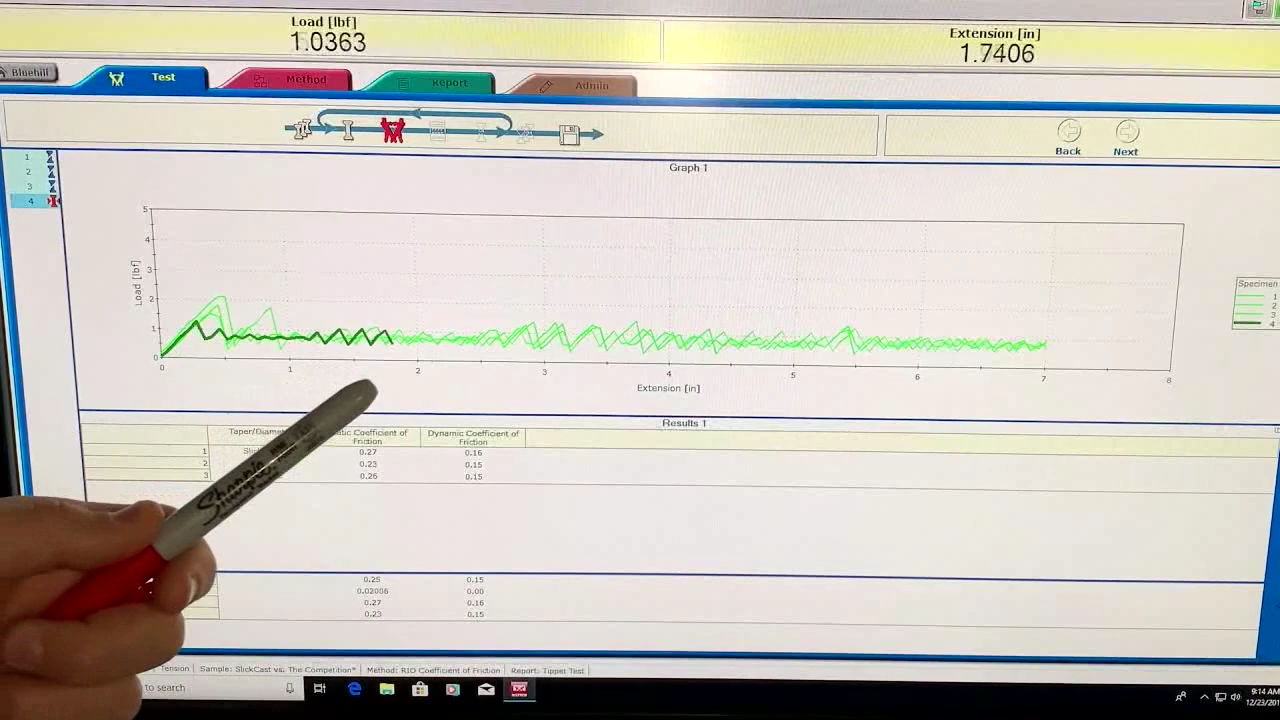 Load [lbf]
1.0363
Extension [in]
1.7406
Bluehill
Test
Method
Report
Admin
Back
Next
1
2
3
4
Graph 1
5
4
3
2
1
0
Load [lbf]
0
1
2
3
4
5
6
7
8
Extension [in]
Specimen
1
2
3
4
Results 1
Coefficient of
Friction
Dynamic Coefficient of
Friction
1
0.27
0.16
2
0.23
0.15
3
0.26
0.15
Sharpie
0.25
0.15
0.02006
0.00
0.27
0.16
0.23
0.15
Tension
Sample: SlickCast vs. The Competition*
Method: RIO Coefficient of Friction
Report: Tippet Test
to search
9:14 AM